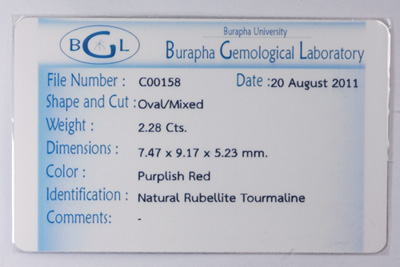 BGL
Burapha University
Burapha Gemological Laboratory
File Number : C00158 Date : 20 August 2011
Shape and Cut : Oval/Mixed
Weight : 2.28 Cts.
Dimensions : 7.47 x 9.17 x 5.23 mm.
Color : Purplish Red
Identification : Natural Rubellite Tourmaline
Comments: -